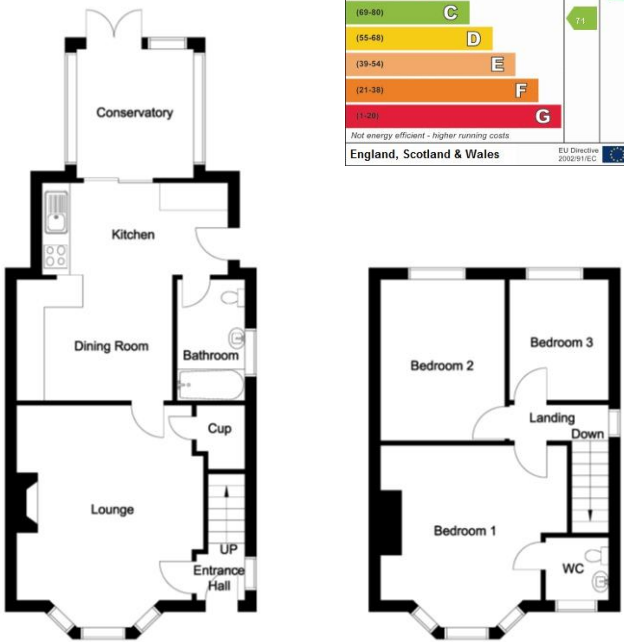 (69-80) C
71
(55-68) D
(39-54) E
(21-38) F
(1-20) G
Not energy efficient - higher running costs
England, Scotland & Wales
EU Directive
2002/91/EC
Conservatory
Kitchen
Dining Room
Bathroom
Cup
Lounge
UP
Entrance
Hall
Bedroom 2
Bedroom 3
Landing
Down
Bedroom 1
WC